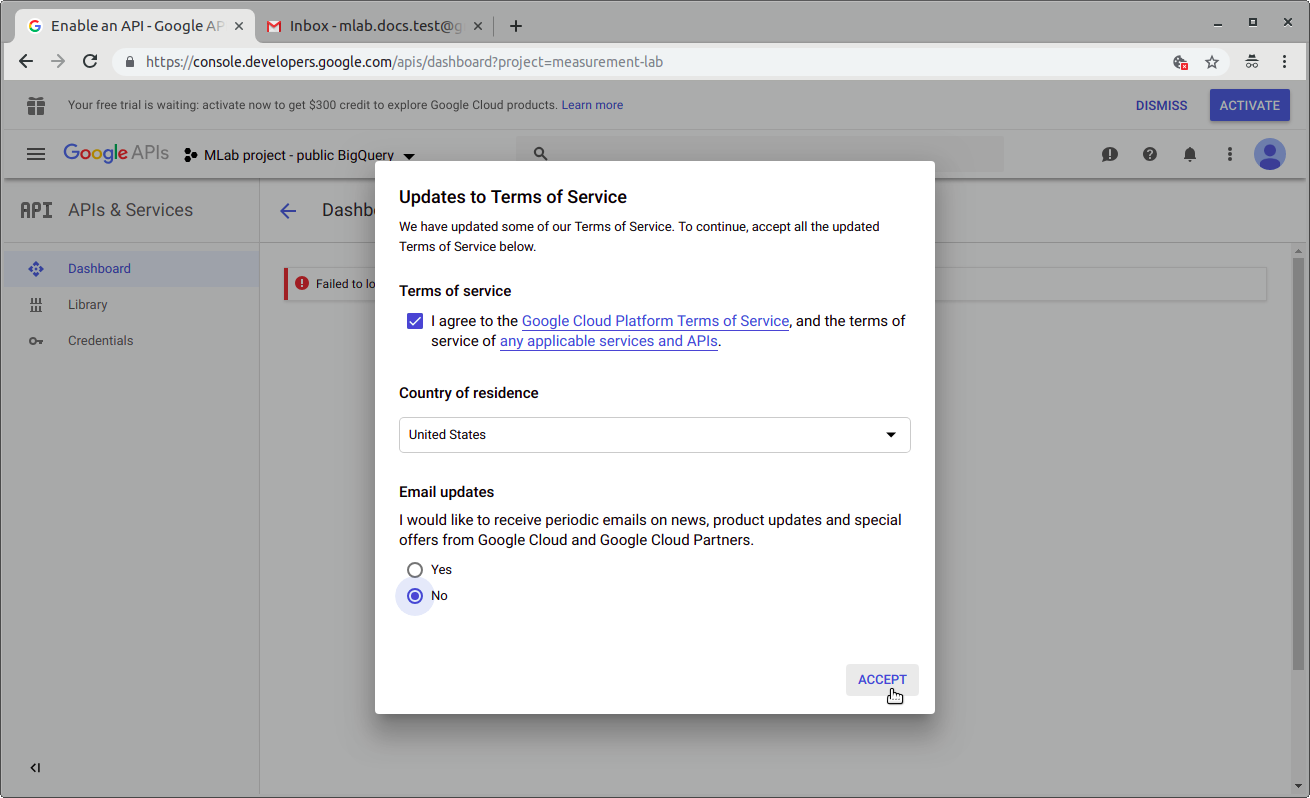 Enable an API - Google AP
Inbox - mlab.docs.test@g
https://console.developers.google.com/apis/dashboard?project=measurement-lab
Your free trial is waiting: activate now to get $300 credit to explore Google Cloud products. Learn more
DISMISS
ACTIVATE
Google APIs
MLab project - public BigQuery
API APIs & Services
Dashb
Dashboard
Library
Credentials
Failed to lo
Updates to Terms of Service
We have updated some of our Terms of Service. To continue, accept all the updated
Terms of Service below.
Terms of service
I agree to the Google Cloud Platform Terms of Service, and the terms of
service of any applicable services and APIs.
Country of residence
United States
Email updates
I would like to receive periodic emails on news, product updates and special
offers from Google Cloud and Google Cloud Partners.
Yes
No
ACCEPT